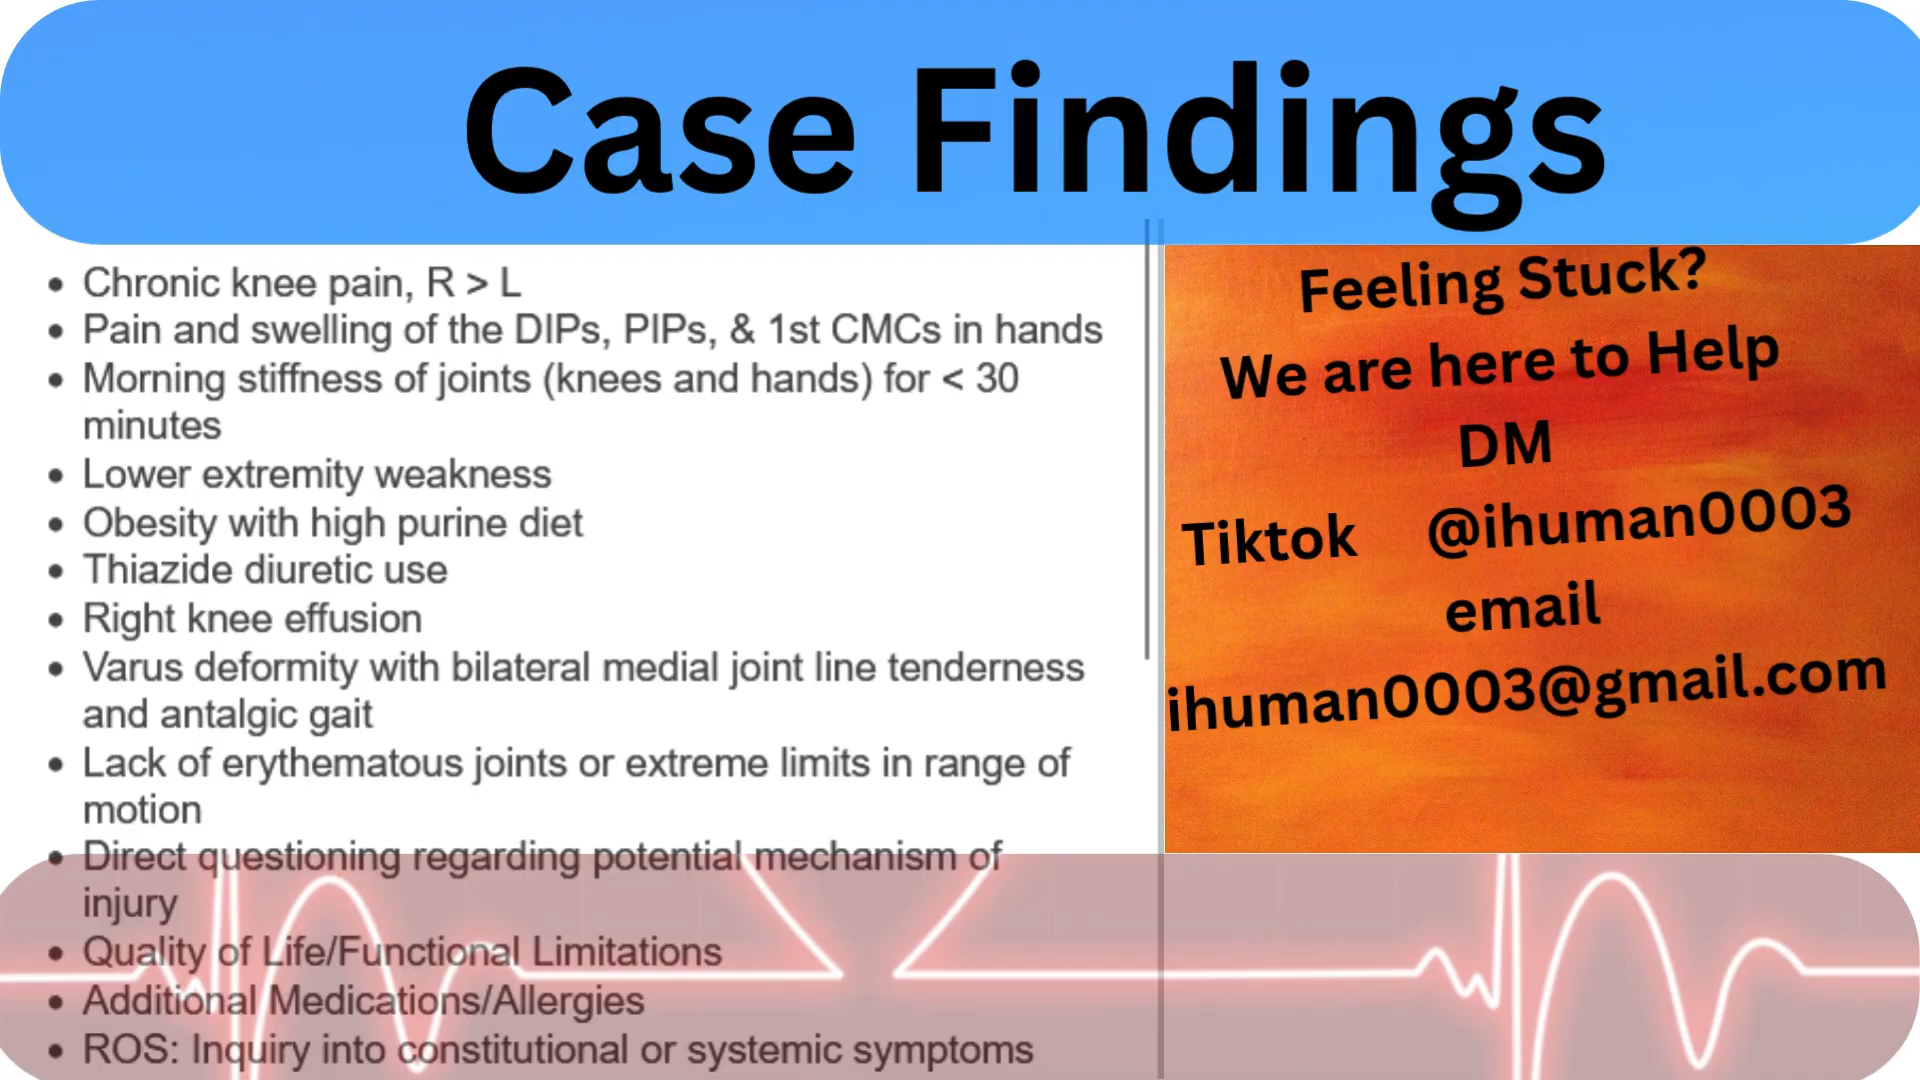 Case Findings
• Chronic knee pain, R > L
• Pain and swelling of the DIPs, PIPs, & 1st CMCs in hands
• Morning stiffness of joints (knees and hands) for < 30
minutes
• Lower extremity weakness
• Obesity with high purine diet
• Thiazide diuretic use
• Right knee effusion
• Varus deformity with bilateral medial joint line tenderness
and antalgic gait
• Lack of erythematous joints or extreme limits in range of
motion
• Direct questioning regarding potential mechanism of
injury
• Quality of Life/Functional Limitations
• Additional Medications/Allergies
• ROS: Inquiry into constitutional or systemic symptoms
Feeling Stuck?
We are here to Help
DM
Tiktok @ihuman0003
email
ihuman0003@gmail.com